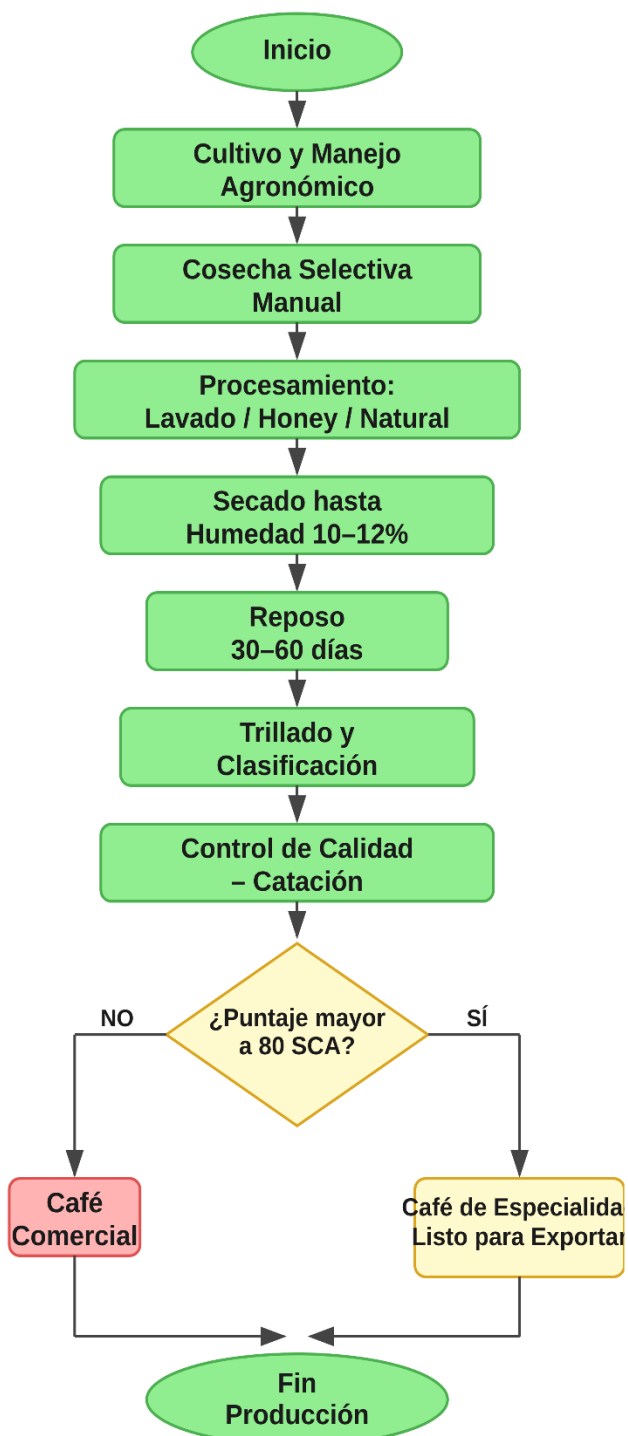 Inicio
Cultivo y Manejo
Agronómico
Cosecha Selectiva
Manual
Procesamiento:
Lavado / Honey / Natural
Secado hasta
Humedad 10–12%
Reposo
30–60 días
Trillado y
Clasificación
Control de Calidad
– Catación
¿Puntaje mayor
a 80 SCA?
NO
SÍ
Café
Comercial
Café de Especialida
Listo para Exportar
Fin
Producción